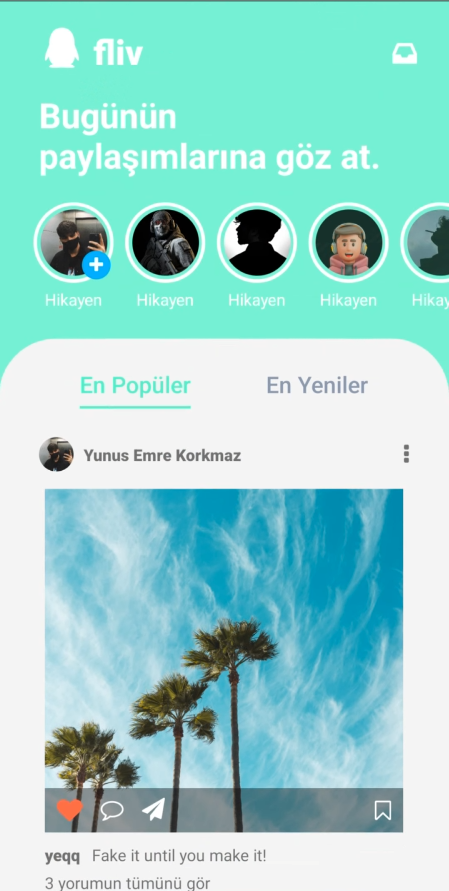 fliv
Bugünün
paylaşımlarına göz at.
Hikayen Hikayen Hikayen Hikayen Hikay
En Popüler En Yeniler
Yunus Emre Korkmaz
yeqq Fake it until you make it!
3 yorumun tümünü gör